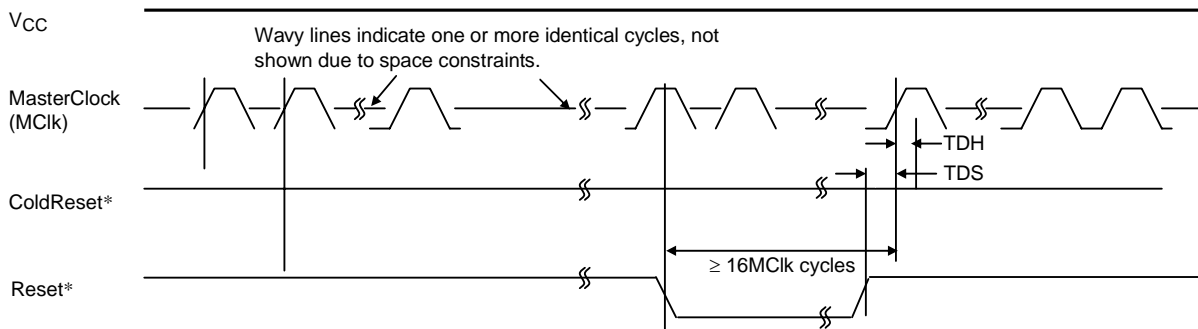 VCC
Wavy lines indicate one or more identical cycles, not
shown due to space constraints.
MasterClock
(MClk)
TDH
TDS
ColdReset*
≥ 16MClk cycles
Reset*